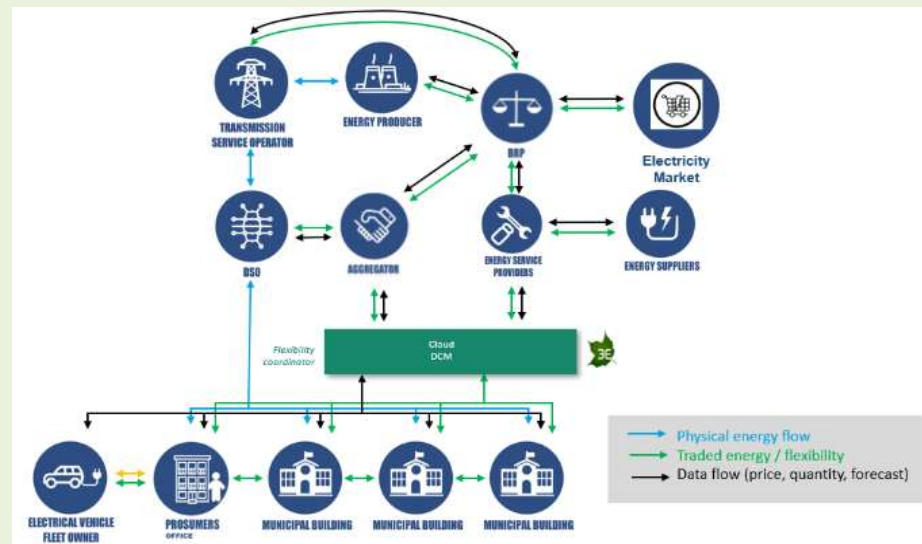 TRANSMISSION
SERVICE OPERATOR
ENERGY PRODUCER
BRP
Electricity
Market
DSO
AGGREGATOR
ENERGY SERVICE
PROVIDERS
ENERGY SUPPLIERS
Flexibility
coordinator
Cloud
DCM
3E
Physical energy flow
Traded energy / flexibility
Data flow (price, quantity, forecast)
ELECTRICAL VEHICLE
FLEET OWNER
PROSUMERS
OFFICE
MUNICIPAL BUILDING
MUNICIPAL BUILDING
MUNICIPAL BUILDING